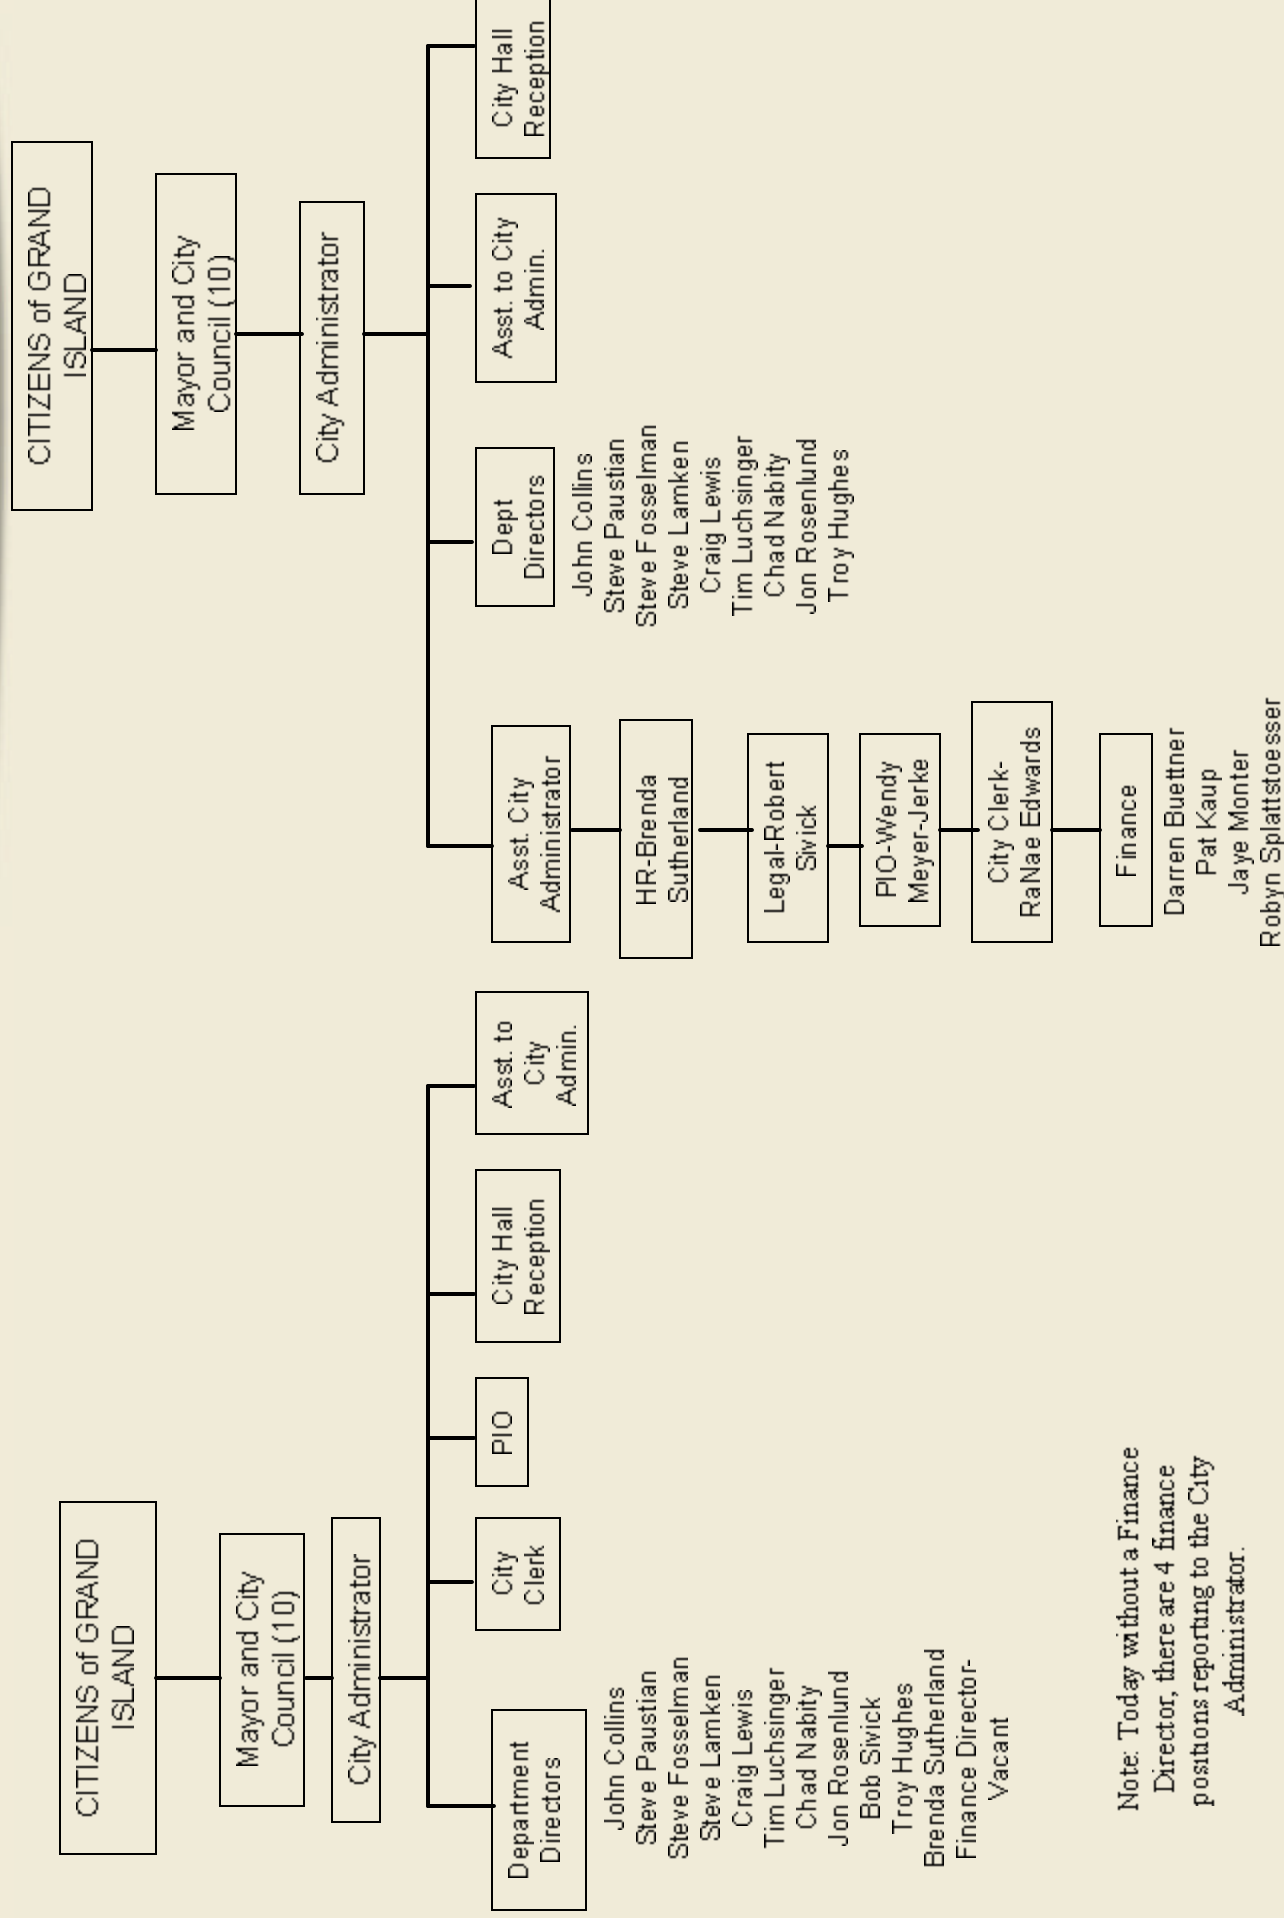 CITIZENS of GRAND
ISLAND
Mayor and City
Council (10)
City Administrator
Department
Directors
John Collins
Steve Paustian
Steve Fosselman
Steve Lamken
Craig Lewis
Tim Luchsinger
Chad Nabity
Jon Rosenlund
Bob Sivick
Troy Hughes
Brenda Sutherland
Finance Director-
Vacant
City
Clerk
PIO
City Hall
Reception
Asst. to
City
Admin.
Note: Today without a Finance
Director, there are 4 finance
positions reporting to the City
Administrator.
CITIZENS of GRAND
ISLAND
Mayor and City
Council (10)
City Administrator
Asst. City
Administrator
HR-Brenda
Sutherland
Legal-Robert
Sivick
PIO-Wendy
Meyer-Jerke
City Clerk-
RaNae Edwards
Finance
Darren Buettner
Pat Kaup
Jaye Monter
Robyn Splattstoesser
Dept
Directors
John Collins
Steve Paustian
Steve Fosselman
Steve Lamken
Craig Lewis
Tim Luchsinger
Chad Nabity
Jon Rosenlund
Troy Hughes
Asst. to City
Admin.
City Hall
Reception